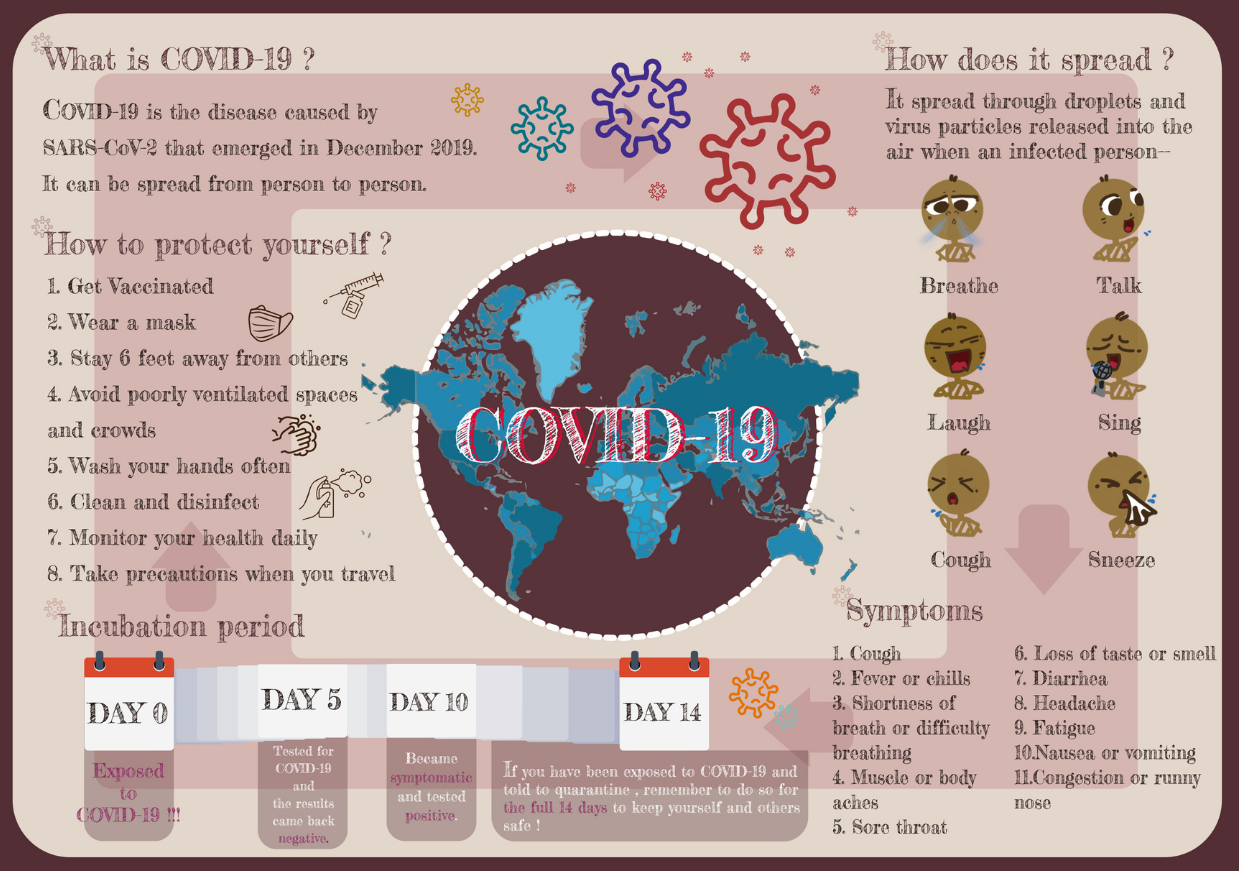 What is COVID-19 ?
COVID-19 is the disease caused by
SARS-CoV-2 that emerged in December 2019.
It can be spread from person to person.
How to protect yourself ?
1. Get Vaccinated
2. Wear a mask
3. Stay 6 feet away from others
4. Avoid poorly ventilated spaces
and crowds
5. Wash your hands often
6. Clean and disinfect
7. Monitor your health daily
8. Take precautions when you travel
COVID-19
How does it spread ?
It spread through droplets and
virus particles released into the
air when an infected person--
Breathe
Talk
Laugh
Sing
Cough
Sneeze
Incubation period
DAY 0
Exposed
to
COVID-19 !!!
DAY 5
Tested for
COVID-19
and
the results
came back
negative.
DAY 10
Became
symptomatic
and tested
positive.
DAY 14
If you have been exposed to COVID-19 and
told to quarantine , remember to do so for
the full 14 days to keep yourself and others
safe !
Symptoms
1. Cough
2. Fever or chills
3. Shortness of
breath or difficulty
breathing
4. Muscle or body
aches
5. Sore throat
6. Loss of taste or smell
7. Diarrhea
8. Headache
9. Fatigue
10.Nausea or vomiting
11.Congestion or runny
nose